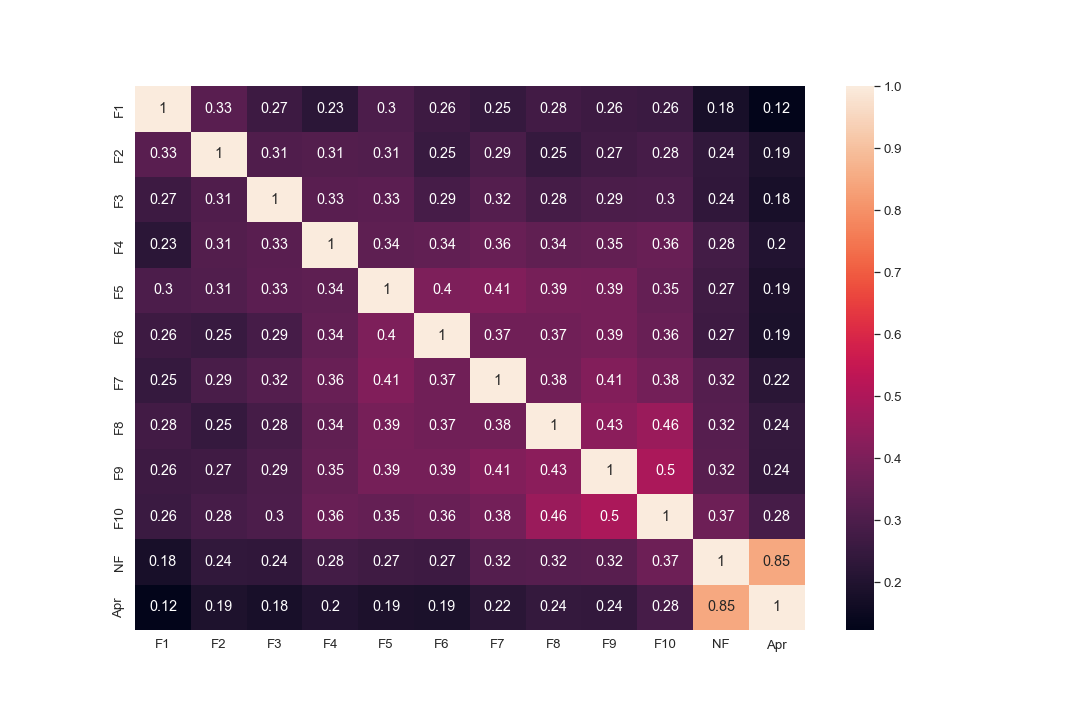 F1 1 0.33 0.27 0.23 0.3 0.26 0.25 0.28 0.26 0.26 0.18 0.12
F2 0.33 1 0.31 0.31 0.31 0.25 0.29 0.25 0.27 0.28 0.24 0.19
F3 0.27 0.31 1 0.33 0.33 0.29 0.32 0.28 0.29 0.3 0.24 0.18
F4 0.23 0.31 0.33 1 0.34 0.34 0.36 0.34 0.35 0.36 0.28 0.2
F5 0.3 0.31 0.33 0.34 1 0.4 0.41 0.39 0.39 0.35 0.27 0.19
F6 0.26 0.25 0.29 0.34 0.4 1 0.37 0.37 0.39 0.36 0.27 0.19
F7 0.25 0.29 0.32 0.36 0.41 0.37 1 0.38 0.41 0.38 0.32 0.22
F8 0.28 0.25 0.28 0.34 0.39 0.37 0.38 1 0.43 0.46 0.32 0.24
F9 0.26 0.27 0.29 0.35 0.39 0.39 0.41 0.43 1 0.5 0.32 0.24
F10 0.26 0.28 0.3 0.36 0.35 0.36 0.38 0.46 0.5 1 0.37 0.28
NF 0.18 0.24 0.24 0.28 0.27 0.27 0.32 0.32 0.32 0.37 1 0.85
Apr 0.12 0.19 0.18 0.2 0.19 0.19 0.22 0.24 0.24 0.28 0.85 1
F1 F2 F3 F4 F5 F6 F7 F8 F9 F10 NF Apr
1.0
0.9
0.8
0.7
0.6
0.5
0.4
0.3
0.2